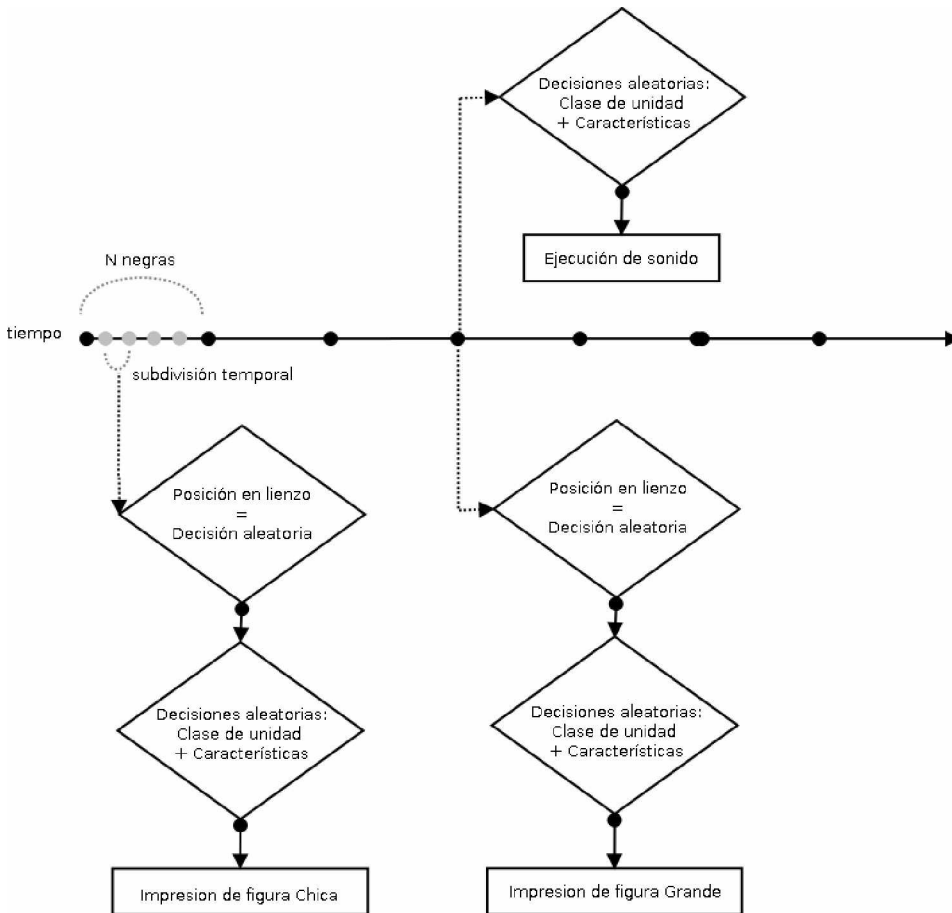 Decisiones aleatorias:
Clase de unidad
+ Características
Ejecución de sonido
N negras
tiempo
subdivisión temporal
Posición en lienzo
=
Decisión aleatoria
Posición en lienzo
=
Decisión aleatoria
Decisiones aleatorias:
Clase de unidad
+ Características
Decisiones aleatorias:
Clase de unidad
+ Características
Impresion de figura Chica
Impresion de figura Grande